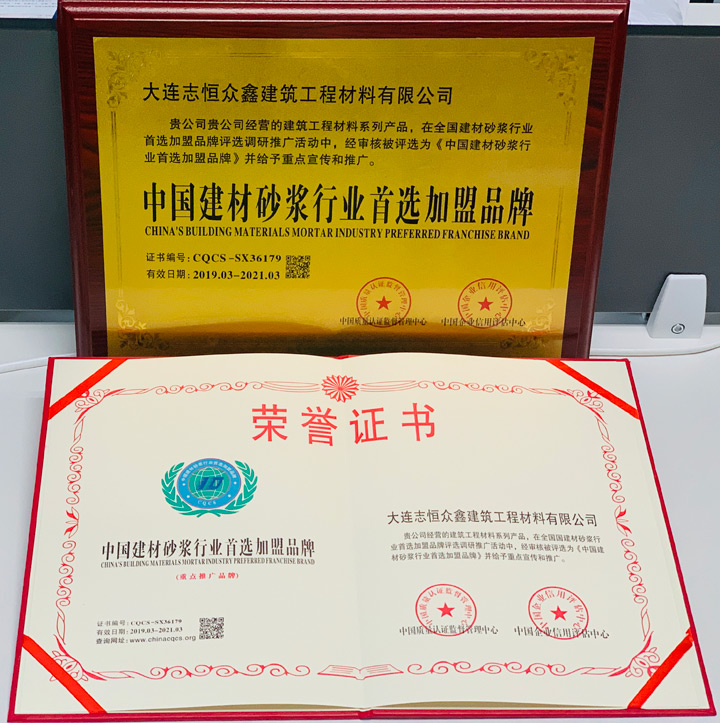 大连志恒众鑫建筑工程材料有限公司
贵公司贵公司经营的建筑工程材料系列产品，在全国建材砂浆行业
首选加盟品牌评选调研推广活动中，经审核被评选为《中国建材砂浆行
业首选加盟品牌》并给予重点宣传和推广。
中国建材砂浆行业首选加盟品牌
CHINA'S BUILDING MATERIALS MORTAR INDUSTRY PREFERRED FRANCHISE BRAND
证书编号：CQCS-SX36179
有效日期：2019.03-2021.03
中国质量认证监督管理中心
中国企业信用评估中心
荣誉证书
CQCS
中国建材砂浆行业首选加盟品牌
CHINA'S BUILDING MATERIALS MORTAR INDUSTRY PREFERRED FRANCHISE BRAND
（重点推广品牌）
证书编号：CQCS-SX36179
有效日期：2019.03-2021.03
查询网址：www.chinacqcs.org
大连志恒众鑫建筑工程材料有限公司
贵公司经营的建筑工程材料系列产品，在全国国建材砂浆行
业首选加盟品牌评选调研推广活动中，经审核被评选为《中国建
材砂浆行业首选加盟品牌》并给予重点宣传和推广。
中国质量认证监督管理中心
中国企业信用评估中心